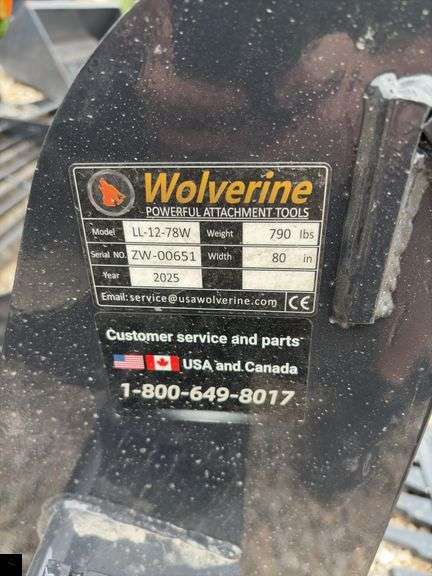 Wolverine
POWERFUL ATTACHMENT TOOLS
Model LL-12-78W Weight 790 lbs
Serial NO. ZW-00651 Width 80 in
Year 2025
Email: service@usawolverine.com CE
Customer service and parts
USA and Canada
1-800-649-8017